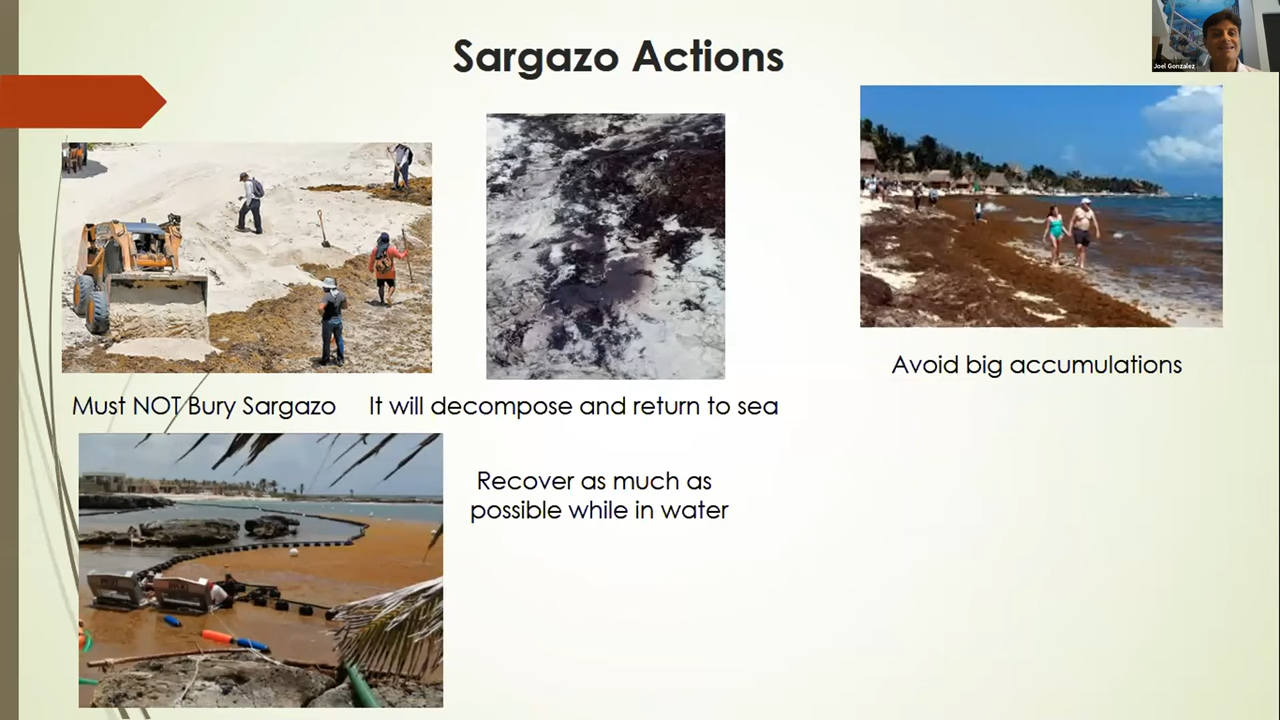 Sargazo Actions
Joel Gonzalez
Must NOT Bury Sargazo
It will decompose and return to sea
Avoid big accumulations
Recover as much as
possible while in water